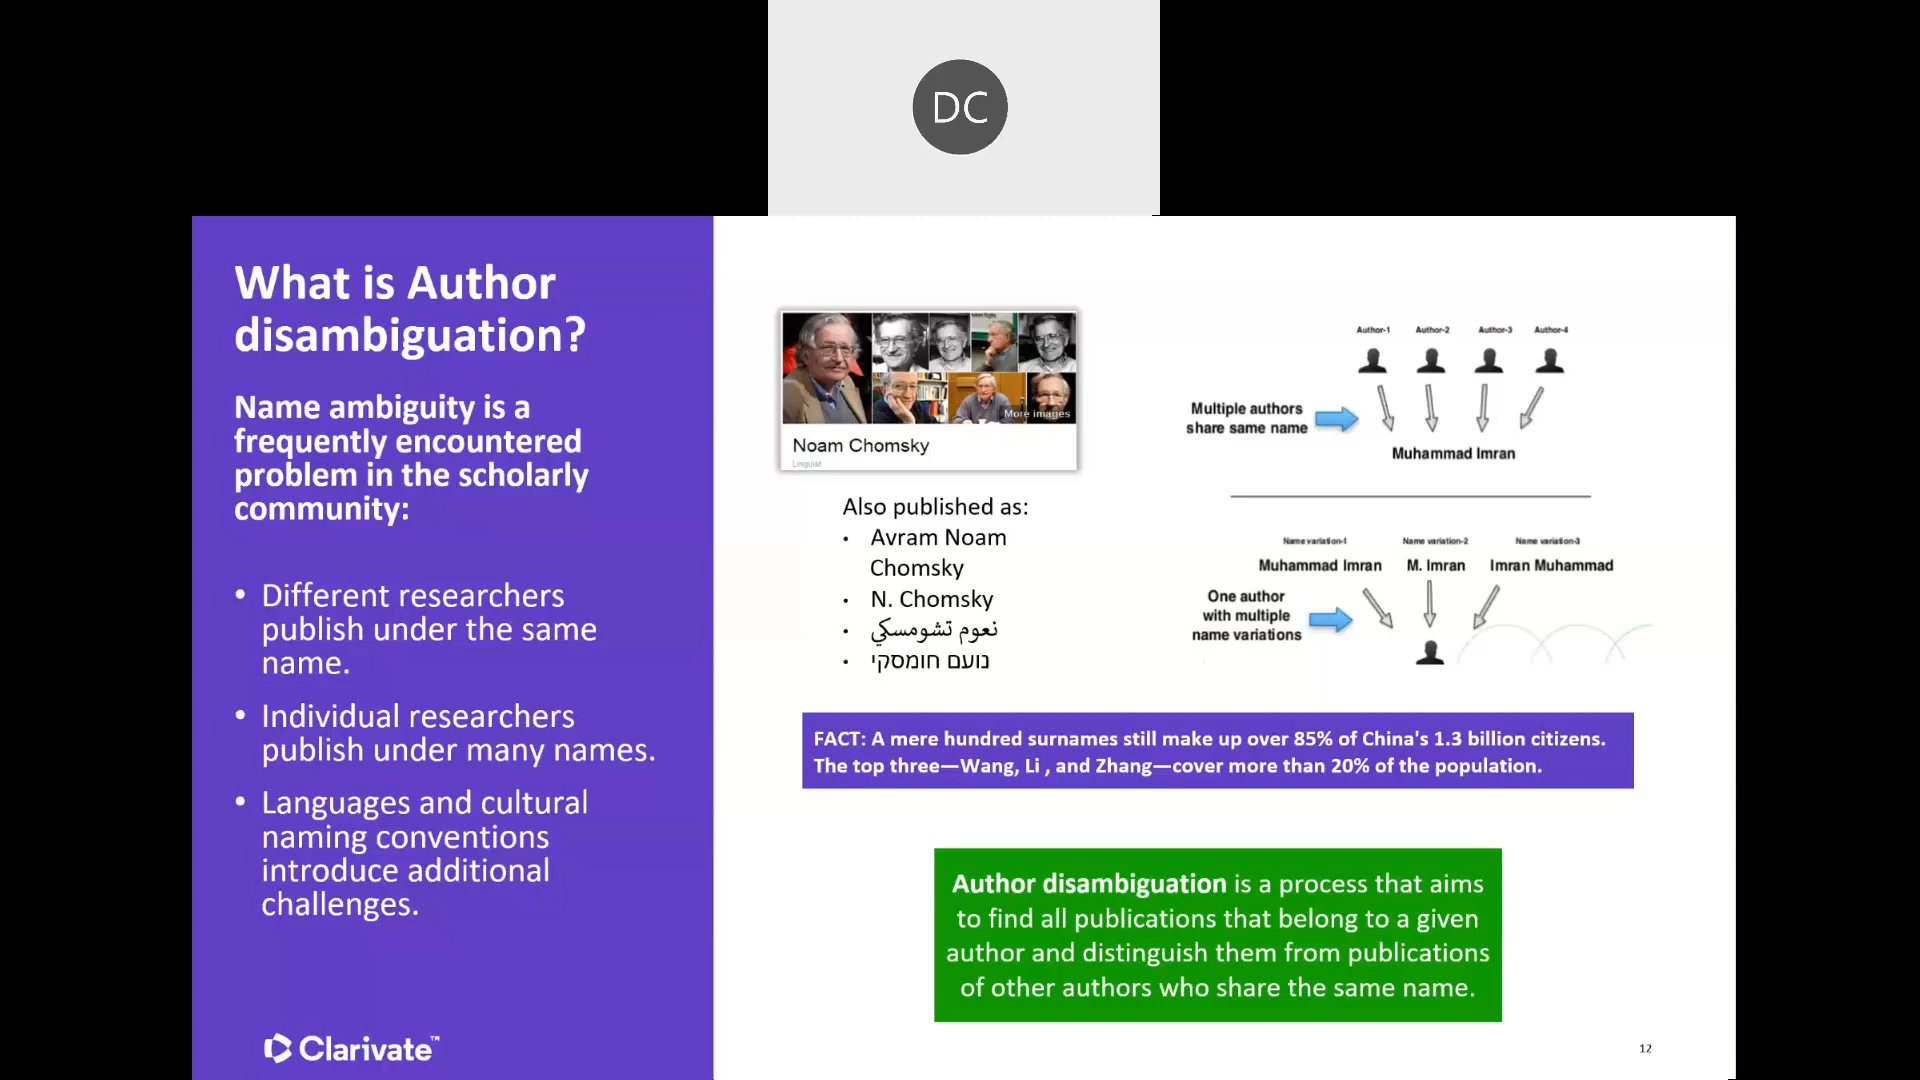 DC
What is Author
disambiguation?
Name ambiguity is a
frequently encountered
problem in the scholarly
community:
• Different researchers
publish under the same
name.
• Individual researchers
publish under many names.
• Languages and cultural
naming conventions
introduce additional
challenges.
Clarivate™
More images
Noam Chomsky
Linguist
Also published as:
• Avram Noam
Chomsky
• N. Chomsky
• نعوم تشومسكي
• נועם חומסקי
Author-1 Author-2 Author-3 Author-4
Multiple authors
share same name
Muhammad Imran
Name variation-1 Name variation-2 Name variation-3
Muhammad Imran M. Imran Imran Muhammad
One author
with multiple
name variations
FACT: A mere hundred surnames still make up over 85% of China's 1.3 billion citizens.
The top three—Wang, Li , and Zhang—cover more than 20% of the population.
Author disambiguation is a process that aims
to find all publications that belong to a given
author and distinguish them from publications
of other authors who share the same name.
12